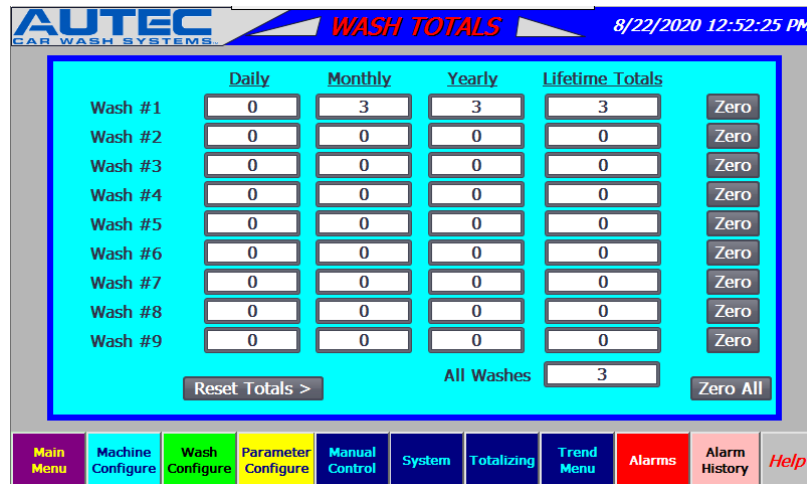 AUTEC
CAR WASH SYSTEMS
WASH TOTALS
8/22/2020 12:52:25 PM
Daily Monthly Yearly Lifetime Totals
Wash #1 0 3 3 3 Zero
Wash #2 0 0 0 0 Zero
Wash #3 0 0 0 0 Zero
Wash #4 0 0 0 0 Zero
Wash #5 0 0 0 0 Zero
Wash #6 0 0 0 0 Zero
Wash #7 0 0 0 0 Zero
Wash #8 0 0 0 0 Zero
Wash #9 0 0 0 0 Zero
All Washes 3
Reset Totals > Zero All
Main Menu
Machine Configure
Wash Configure
Parameter Configure
Manual Control
System
Totalizing
Trend Menu
Alarms
Alarm History
Help